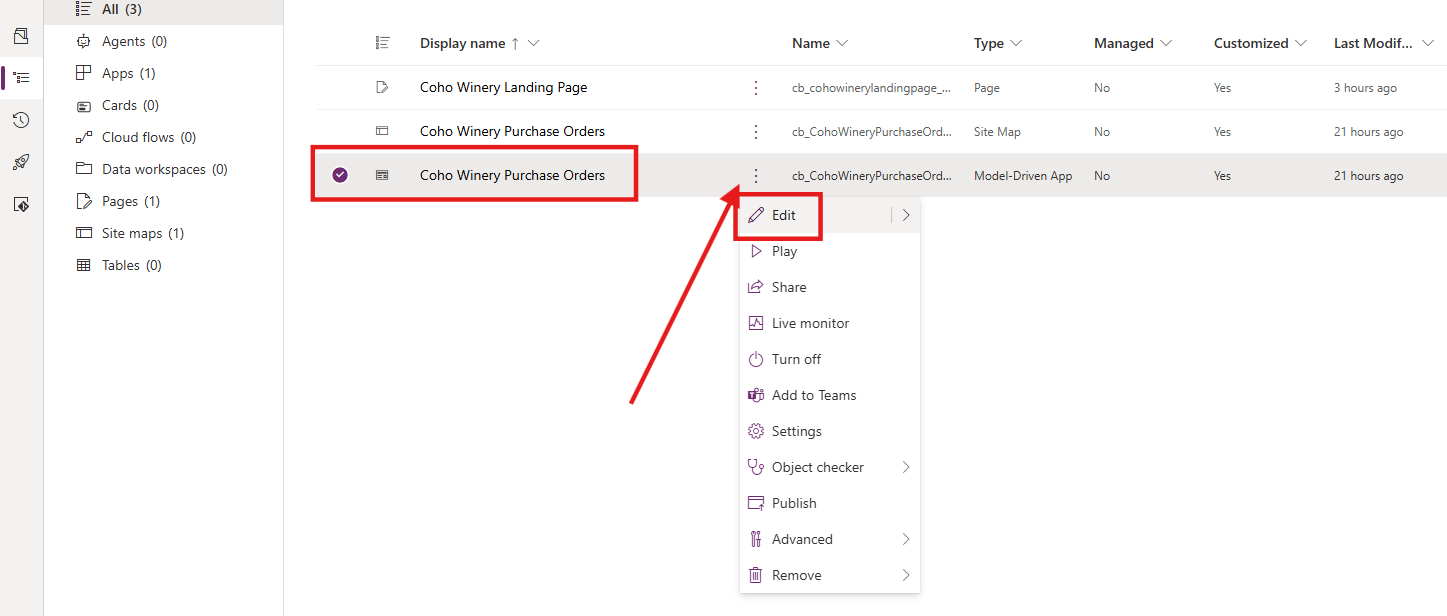 All (3)
Agents (0)
Apps (1)
Cards (0)
Cloud flows (0)
Data workspaces (0)
Pages (1)
Site maps (1)
Tables (0)
Display name ↑ Name Type Managed Customized Last Modif...
Coho Winery Landing Page cb_cohowinerylandingpage_... Page No Yes 3 hours ago
Coho Winery Purchase Orders cb_CohoWineryPurchaseOrd... Site Map No Yes 21 hours ago
Coho Winery Purchase Orders cb_CohoWineryPurchaseOrd... Model-Driven App No Yes 21 hours ago
Edit
Play
Share
Live monitor
Turn off
Add to Teams
Settings
Object checker
Publish
Advanced
Remove